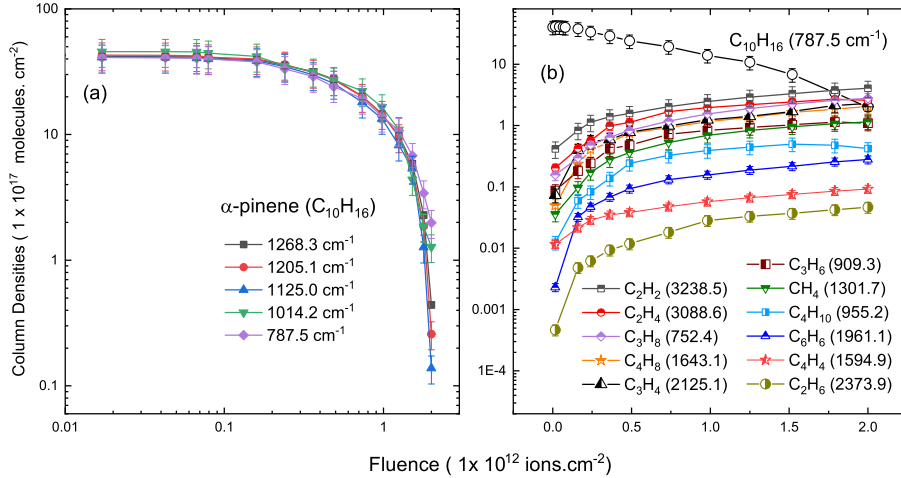 100
10
1
0.1
0.01
0.1
1
Column Densities ( 1 x 10¹⁷ molecules. cm⁻²)
(a)
α-pinene (C₁₀H₁₆)
1268.3 cm⁻¹
1205.1 cm⁻¹
1125.0 cm⁻¹
1014.2 cm⁻¹
787.5 cm⁻¹
C₁₀H₁₆ (787.5 cm⁻¹)
(b)
10
1
0.1
0.01
0.001
1E-4
C₂H₂ (3238.5)
C₂H₄ (3088.6)
C₃H₈ (752.4)
C₄H₈ (1643.1)
C₃H₄ (2125.1)
C₃H₆ (909.3)
CH₄ (1301.7)
C₄H₁₀ (955.2)
C₆H₆ (1961.1)
C₄H₄ (1594.9)
C₂H₆ (2373.9)
0.0
0.5
1.0
1.5
2.0
Fluence ( 1x 10¹² ions.cm⁻²)